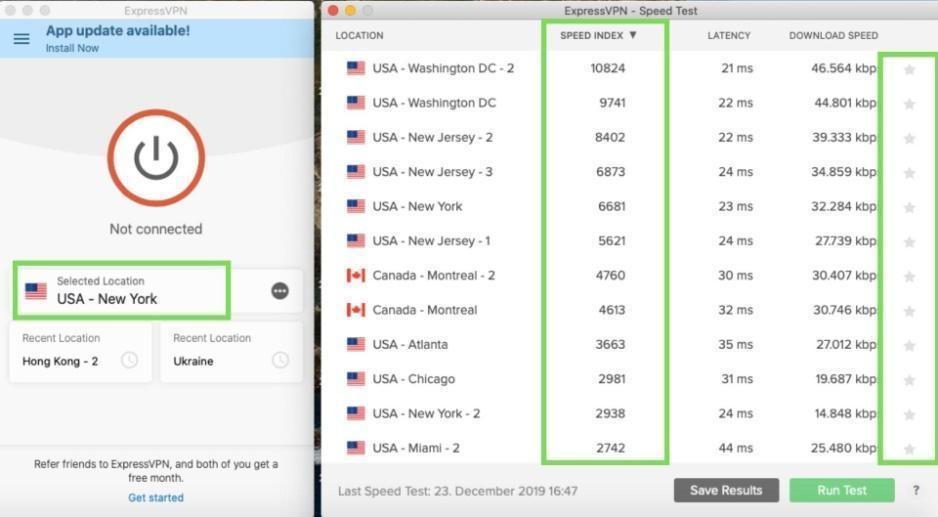 ExpressVPN
App update available!
Install Now
Not connected
Selected Location
USA - New York
Recent Location
Hong Kong - 2
Recent Location
Ukraine
Refer friends to ExpressVPN, and both of you get a
free month.
Get started
ExpressVPN - Speed Test
LOCATION SPEED INDEX ▼ LATENCY DOWNLOAD SPEED
USA - Washington DC - 2 10824 21 ms 46.564 kbp
USA - Washington DC 9741 22 ms 44.801 kbp
USA - New Jersey - 2 8402 22 ms 39.333 kbp
USA - New Jersey - 3 6873 24 ms 34.859 kbp
USA - New York 6681 23 ms 32.284 kbp
USA - New Jersey - 1 5621 24 ms 27.739 kbp
Canada - Montreal - 2 4760 30 ms 30.407 kbp
Canada - Montreal 4613 32 ms 30.746 kbp
USA - Atlanta 3663 35 ms 27.012 kbp
USA - Chicago 2981 31 ms 19.687 kbp
USA - New York - 2 2938 24 ms 14.848 kbp
USA - Miami - 2 2742 44 ms 25.480 kbp
Last Speed Test: 23. December 2019 16:47
Save Results
Run Test
?